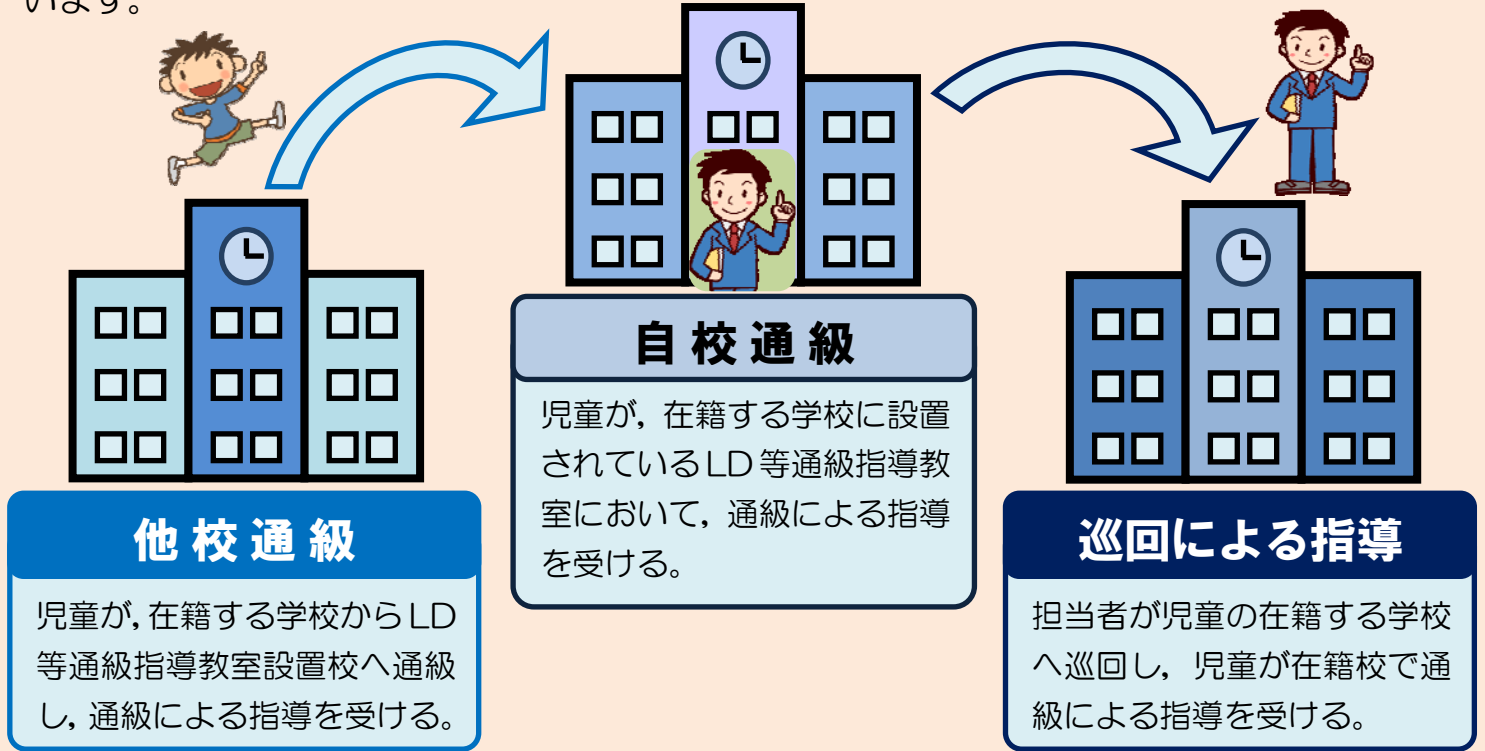 います。
自校通級
児童が，在籍する学校に設置
されているLD等通級指導教
室において，通級による指導
を受ける。
他校通級
児童が，在籍する学校からLD
等通級指導教室設置校へ通級
し，通級による指導を受ける。
巡回による指導
担当者が児童の在籍する学校
へ巡回し，児童が在籍校で通
級による指導を受ける。